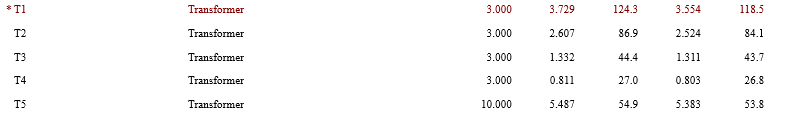 * T1 Transformer 3.000 3.729 124.3 3.554 118.5
T2 Transformer 3.000 2.607 86.9 2.524 84.1
T3 Transformer 3.000 1.332 44.4 1.311 43.7
T4 Transformer 3.000 0.811 27.0 0.803 26.8
T5 Transformer 10.000 5.487 54.9 5.383 53.8